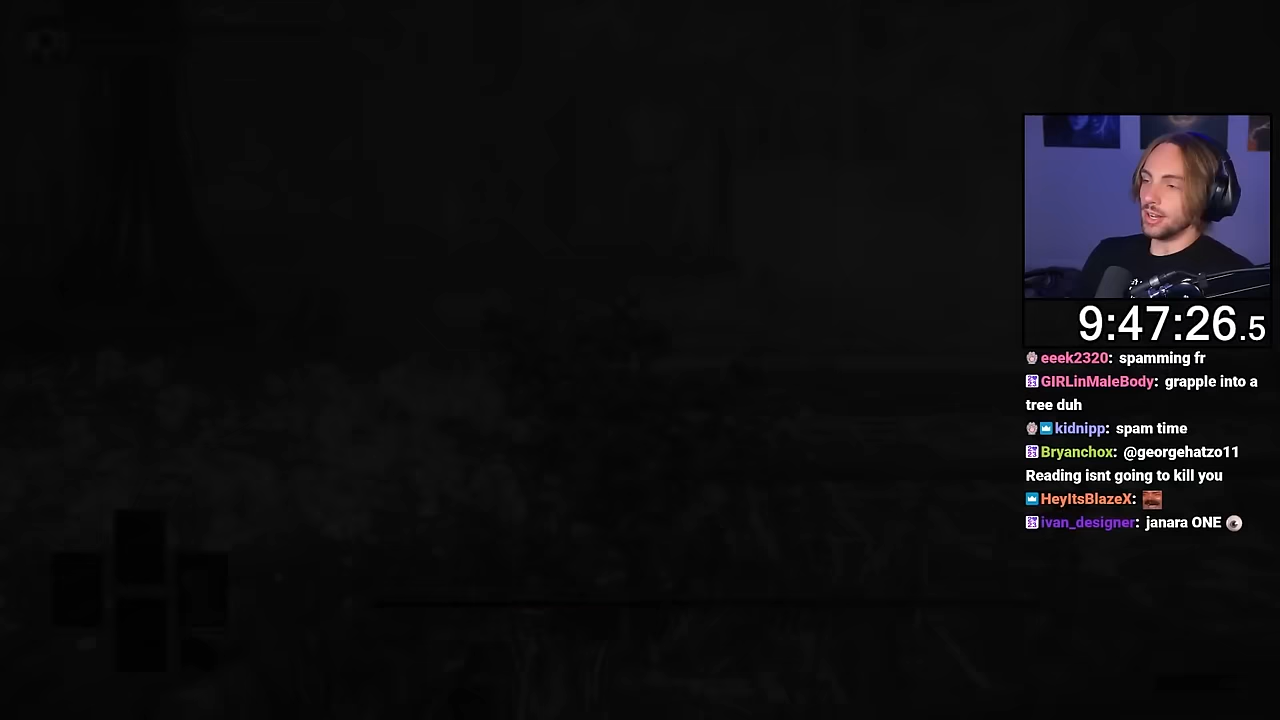 9:47:26.5
eeek2320: spamming fr
GIRLinMaleBody: grapple into a
tree duh
kidnipp: spam time
Bryanchox: @georgehatzo11
Reading isnt going to kill you
HeyItsBlazeX:
ivan_designer: janara ONE